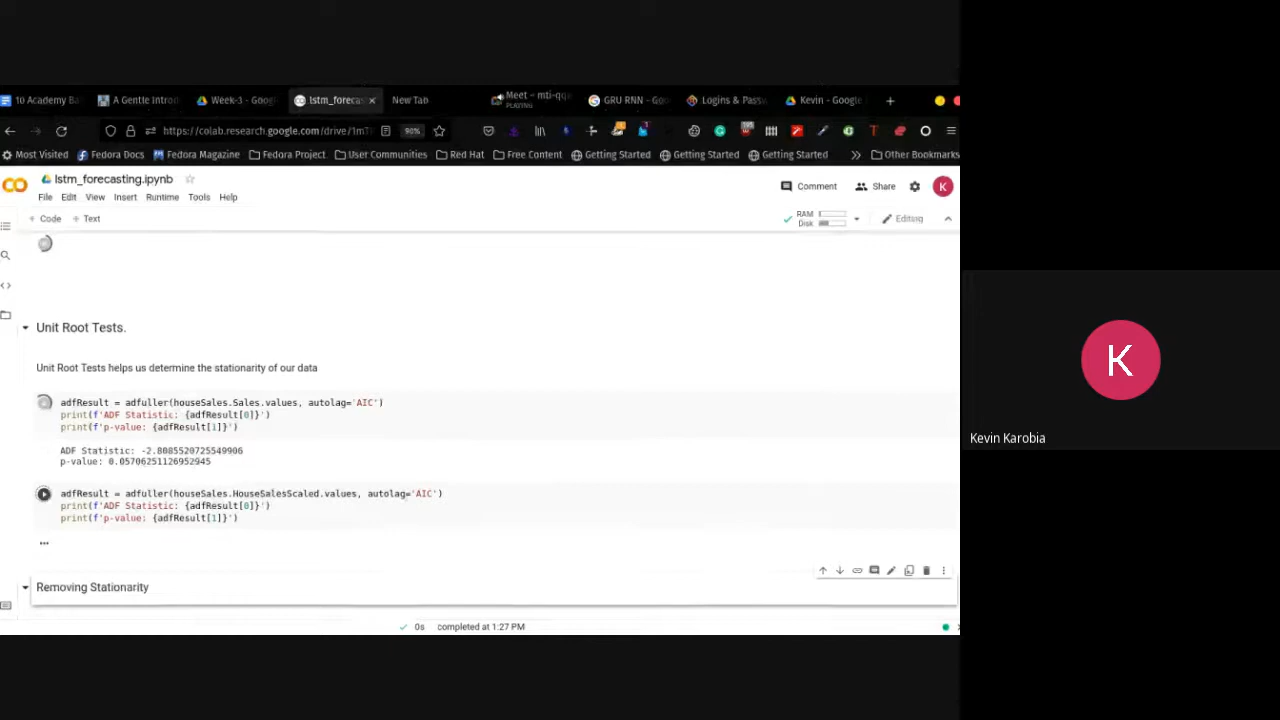 10 Academy Ba
A Gentle Introd
Week-3 - Goog
lstm_forecas
New Tab
Meet – mti-qqx
PLAYING
GRU RNN - Goo
Logins & Passw
Kevin - Google
https://colab.research.google.com/drive/1mT
90%
Most Visited
Fedora Docs
Fedora Magazine
Fedora Project
User Communities
Red Hat
Free Content
Getting Started
Getting Started
Getting Started
Other Bookmarks
lstm_forecasting.ipynb
Comment
Share
K
File Edit View Insert Runtime Tools Help
+ Code + Text
RAM
Disk
Editing
Unit Root Tests.
Unit Root Tests helps us determine the stationarity of our data
adfResult = adfuller(houseSales.Sales.values, autolag='AIC')
print(f'ADF Statistic: {adfResult[0]}')
print(f'p-value: {adfResult[1]}')
ADF Statistic: -2.8085520725549906
p-value: 0.05706251126952945
adfResult = adfuller(houseSales.HouseSalesScaled.values, autolag='AIC')
print(f'ADF Statistic: {adfResult[0]}')
print(f'p-value: {adfResult[1]}')
...
Removing Stationarity
0s completed at 1:27 PM
K
Kevin Karobia